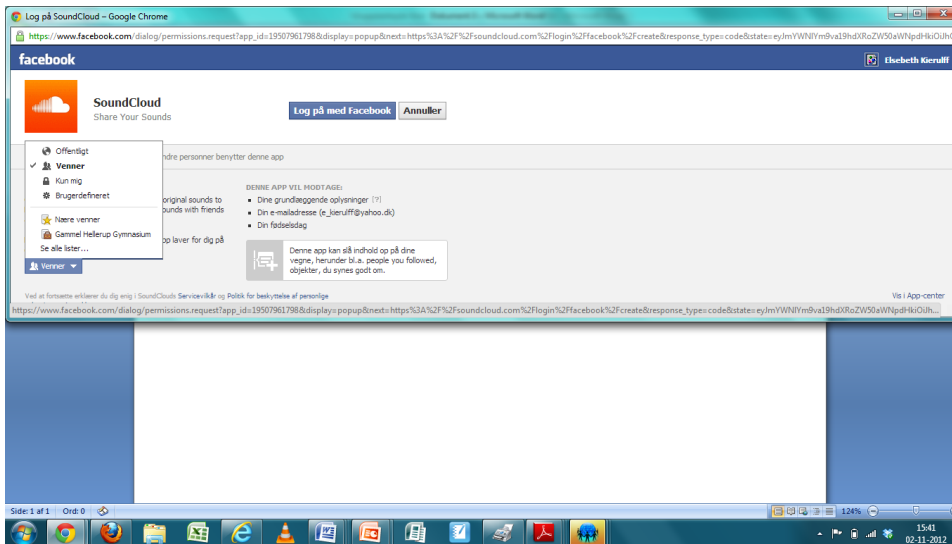 Log på SoundCloud – Google Chrome
https://www.facebook.com/dialog/permissions.request?app_id=19507961798&display=popup&next=https%3A%2F%2Fsoundcloud.com%2Flogin%2Ffacebook%2Fcreate&response_type=code&state=
facebook
Elsebeth Kierulff
SoundCloud
Share Your Sounds
Log på med Facebook Annuller
Offentligt
Venner
Kun mig
Brugerdefineret
Nære venner
Gammel Hellerup Gymnasium
Se alle lister...
Venner
ndre personner benytter denne app
original sounds to
ounds with friends
pp laver for dig på
DENNE APP VIL MODTAGE:
Dine grundlæggende oplysninger [?]
Din e-mailadresse (e_kierulff@yahoo.dk)
Din fødselsdag
Denne app kan slå indhold op på dine
vegne, herunder bl.a. people you followed,
objekter, du synes godt om.
Ved at fortsætte erklærer du dig enig i SoundClouds Servicevilkår og Politik for beskyttelse af personlige
Vis i App-center
https://www.facebook.com/dialog/permissions.request?app_id=19507961798&display=popup&next=https%3A%2F%2Fsoundcloud.com%2Flogin%2Ffacebook%2Fcreate&response_type=code&state=
Side: 1 af 1 Ord: 0
124%
15:41
02-11-2012